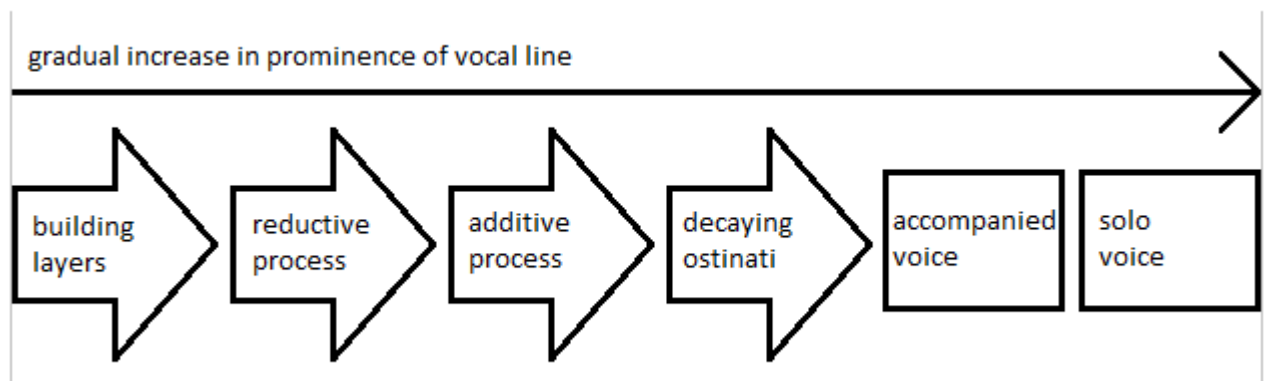 gradual increase in prominence of vocal line
building
layers
reductive
process
additive
process
decaying
ostinati
accompanied
voice
solo
voice